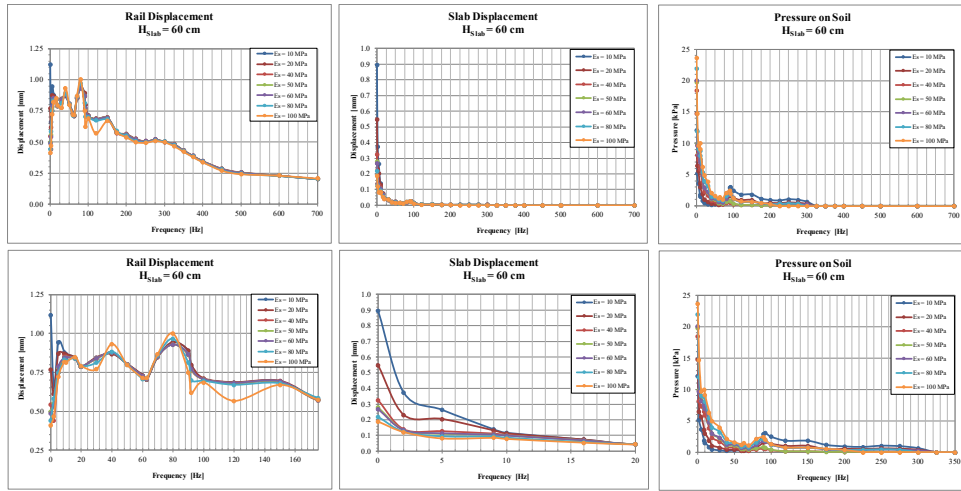 Rail Displacement
H_Slab = 60 cm
Displacement [mm]
1.25
1.00
0.75
0.50
0.25
0.00
0 100 200 300 400 500 600 700
Frequency [Hz]
Es = 10 MPa
Es = 20 MPa
Es = 40 MPa
Es = 50 MPa
Es = 60 MPa
Es = 80 MPa
Es = 100 MPa
Slab Displacement
H_Slab = 60 cm
Displacement [mm]
1.0
0.9
0.8
0.7
0.6
0.5
0.4
0.3
0.2
0.1
0.0
0 100 200 300 400 500 600 700
Frequency [Hz]
Es = 10 MPa
Es = 20 MPa
Es = 40 MPa
Es = 50 MPa
Es = 60 MPa
Es = 80 MPa
Es = 100 MPa
Pressure on Soil
H_Slab = 60 cm
Pressure [kPa]
25
20
15
10
5
0
0 100 200 300 400 500 600 700
Frequency [Hz]
Es = 10 MPa
Es = 20 MPa
Es = 40 MPa
Es = 50 MPa
Es = 60 MPa
Es = 80 MPa
Es = 100 MPa
Rail Displacement
H_Slab = 60 cm
Displacement [mm]
1.25
1.00
0.75
0.50
0.25
0 20 40 60 80 100 120 140 160
Frequency [Hz]
Es = 10 MPa
Es = 20 MPa
Es = 40 MPa
Es = 50 MPa
Es = 60 MPa
Es = 80 MPa
Es = 100 MPa
Slab Displacement
H_Slab = 60 cm
Displacement [mm]
1.0
0.9
0.8
0.7
0.6
0.5
0.4
0.3
0.2
0.1
0.0
0 5 10 15 20
Frequency [Hz]
Es = 10 MPa
Es = 20 MPa
Es = 40 MPa
Es = 50 MPa
Es = 60 MPa
Es = 80 MPa
Es = 100 MPa
Pressure on Soil
H_Slab = 60 cm
Pressure [kPa]
25
20
15
10
5
0
0 50 100 150 200 250 300 350
Frequency [Hz]
Es = 10 MPa
Es = 20 MPa
Es = 40 MPa
Es = 50 MPa
Es = 60 MPa
Es = 80 MPa
Es = 100 MPa